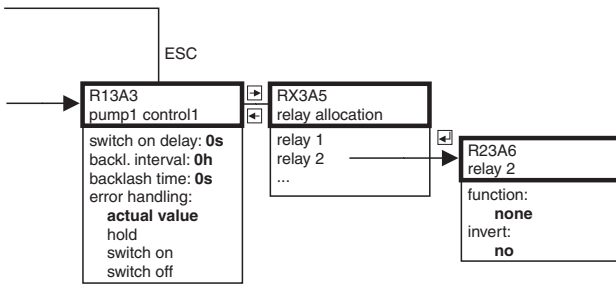 ESC
R13A3
pump1 control1
switch on delay: 0s
backl. interval: 0h
backlash time: 0s
error handling:
actual value
hold
switch on
switch off
RX3A5
relay allocation
relay 1
relay 2
...
R23A6
relay 2
function:
none
invert:
no